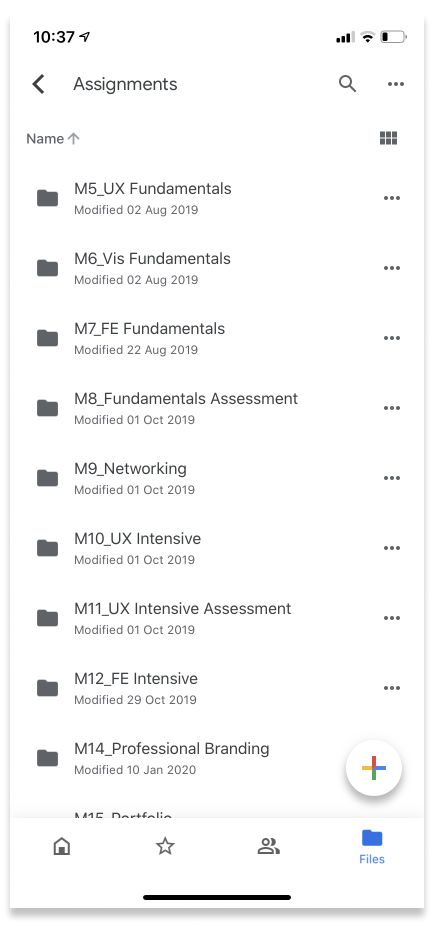 10:37
Assignments
Name
M5_UX Fundamentals
Modified 02 Aug 2019
M6_Vis Fundamentals
Modified 02 Aug 2019
M7_FE Fundamentals
Modified 22 Aug 2019
M8_Fundamentals Assessment
Modified 01 Oct 2019
M9_Networking
Modified 01 Oct 2019
M10_UX Intensive
Modified 01 Oct 2019
M11_UX Intensive Assessment
Modified 01 Oct 2019
M12_FE Intensive
Modified 29 Oct 2019
M14_Professional Branding
Modified 10 Jan 2020
M15_Portfolio
Files